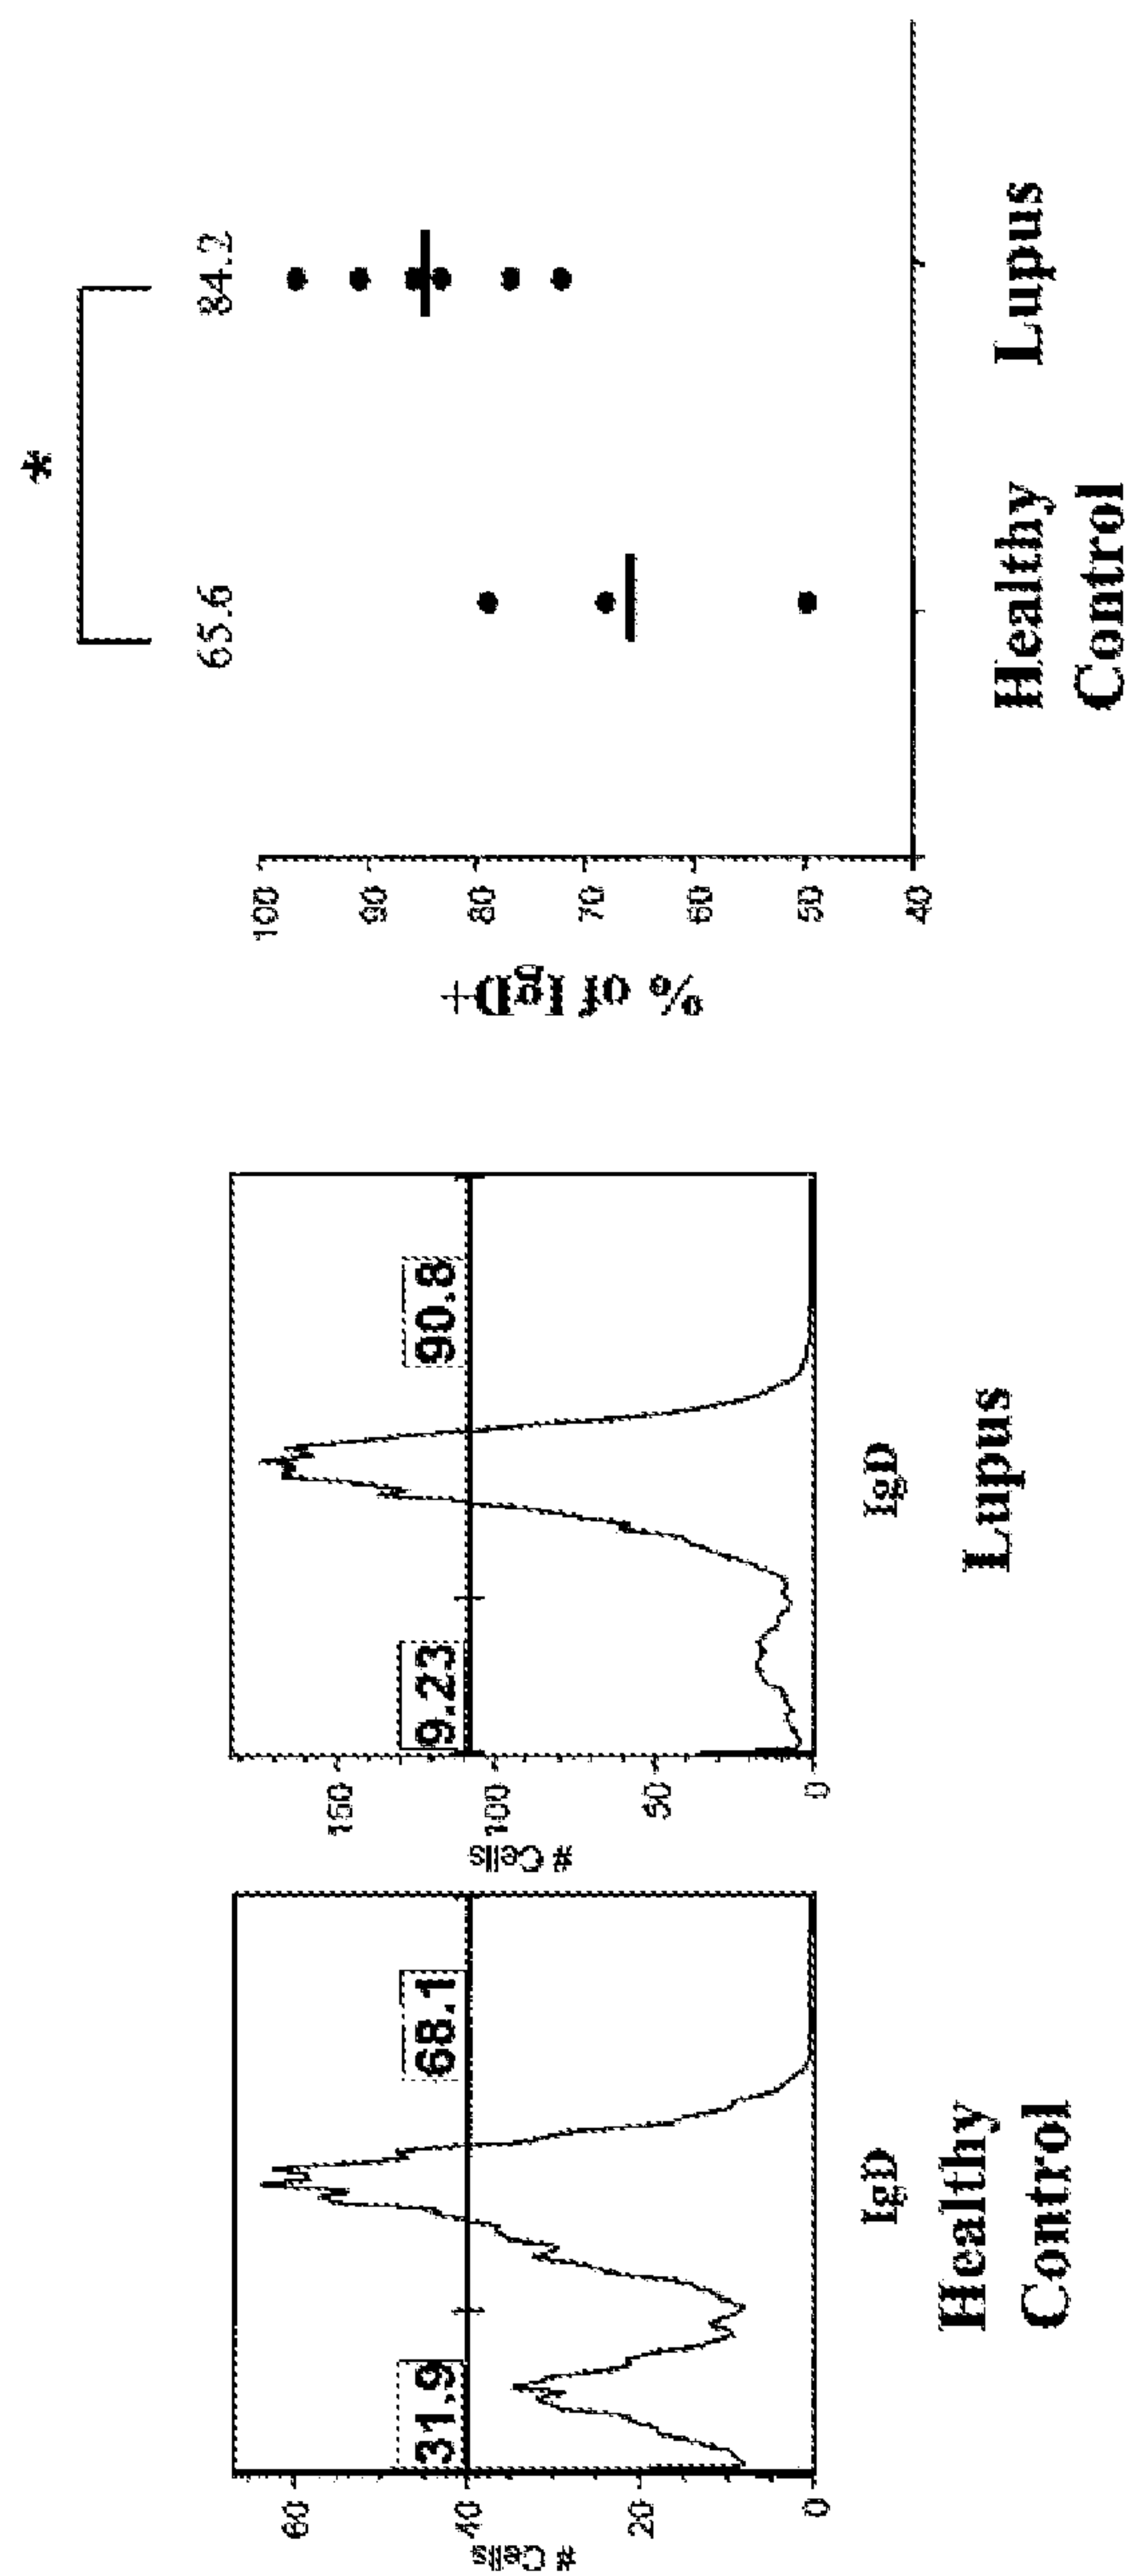 # Cells
60
40
20
0
31.9
68.1
IgD
Healthy
Control
# Cells
150
100
50
0
9.23
90.8
IgD
Lupus
% of IgD+
100
90
80
70
60
50
40
65.6
*
84.2
Healthy
Control
Lupus